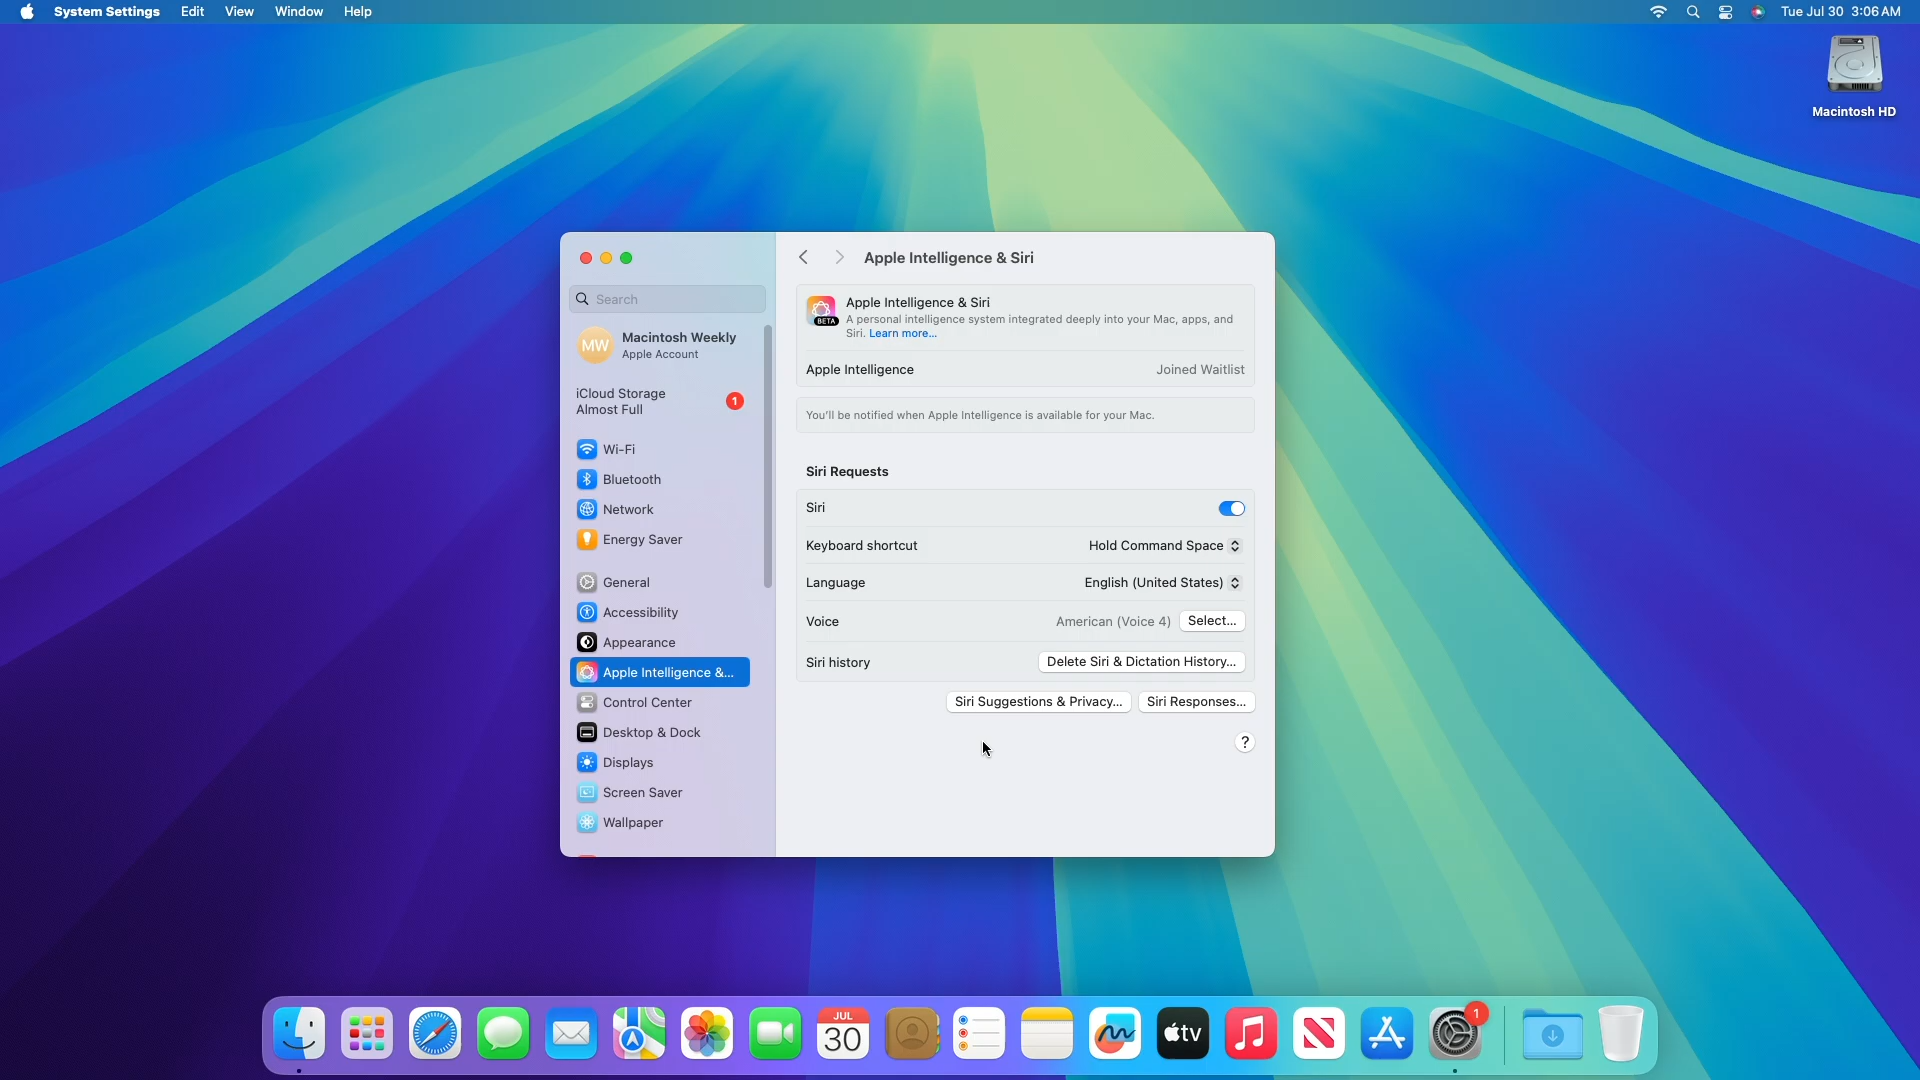 System Settings Edit View Window Help
Tue Jul 30 3:06 AM
Macintosh HD
Apple Intelligence & Siri
Search
Macintosh Weekly
MW
Apple Account
iCloud Storage
Almost Full
1
Wi-Fi
Bluetooth
Network
Energy Saver
General
Accessibility
Appearance
Apple Intelligence &...
Control Center
Desktop & Dock
Displays
Screen Saver
Wallpaper
Apple Intelligence & Siri
BETA
A personal intelligence system integrated deeply into your Mac, apps, and
Siri. Learn more...
Apple Intelligence Joined Waitlist
You'll be notified when Apple Intelligence is available for your Mac.
Siri Requests
Siri
Keyboard shortcut Hold Command Space
Language English (United States)
Voice American (Voice 4) Select...
Siri history Delete Siri & Dictation History...
Siri Suggestions & Privacy... Siri Responses...
?
JUL
30
tv
1